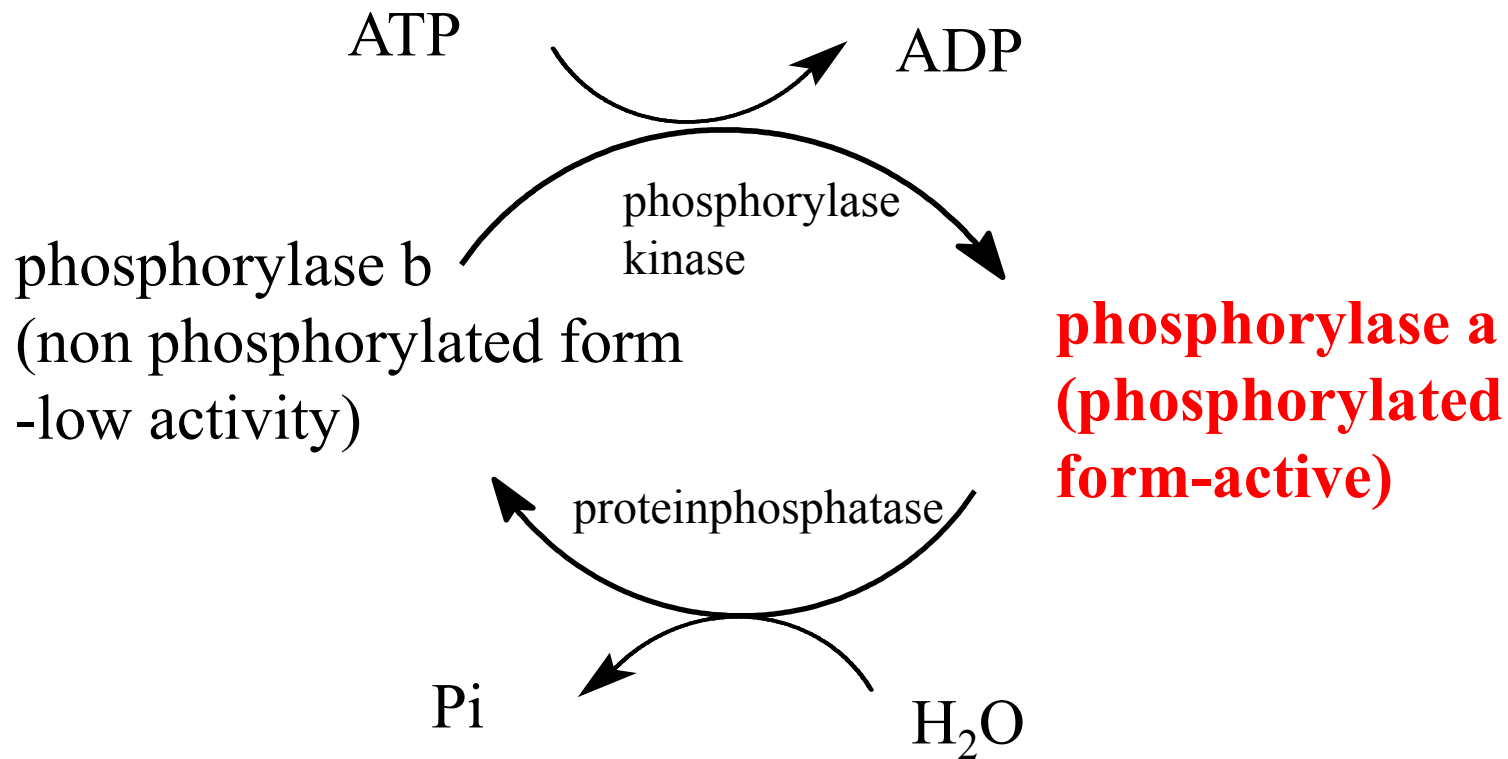 ATP
ADP
phosphorylase
kinase
phosphorylase b
(non phosphorylated form
-low activity)
phosphorylase a
(phosphorylated
form-active)
proteinphosphatase
Pi
H₂O